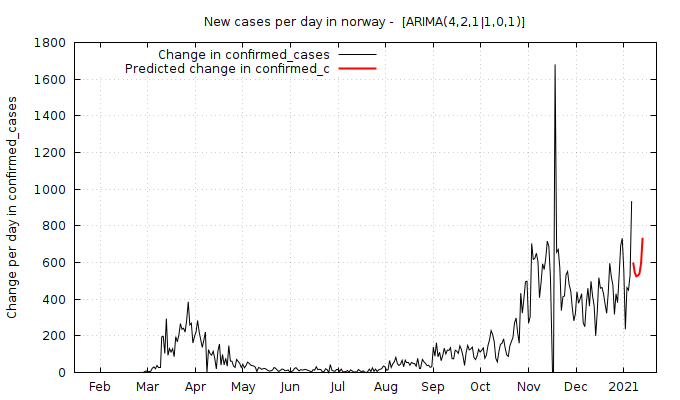 New cases per day in norway - [ARIMA(4,2,1|1,0,1)]
Change in confirmed_cases
Predicted change in confirmed_c
Change per day in confirmed_cases
1800
1600
1400
1200
1000
800
600
400
200
0
Feb Mar Apr May Jun Jul Aug Sep Oct Nov Dec 2021